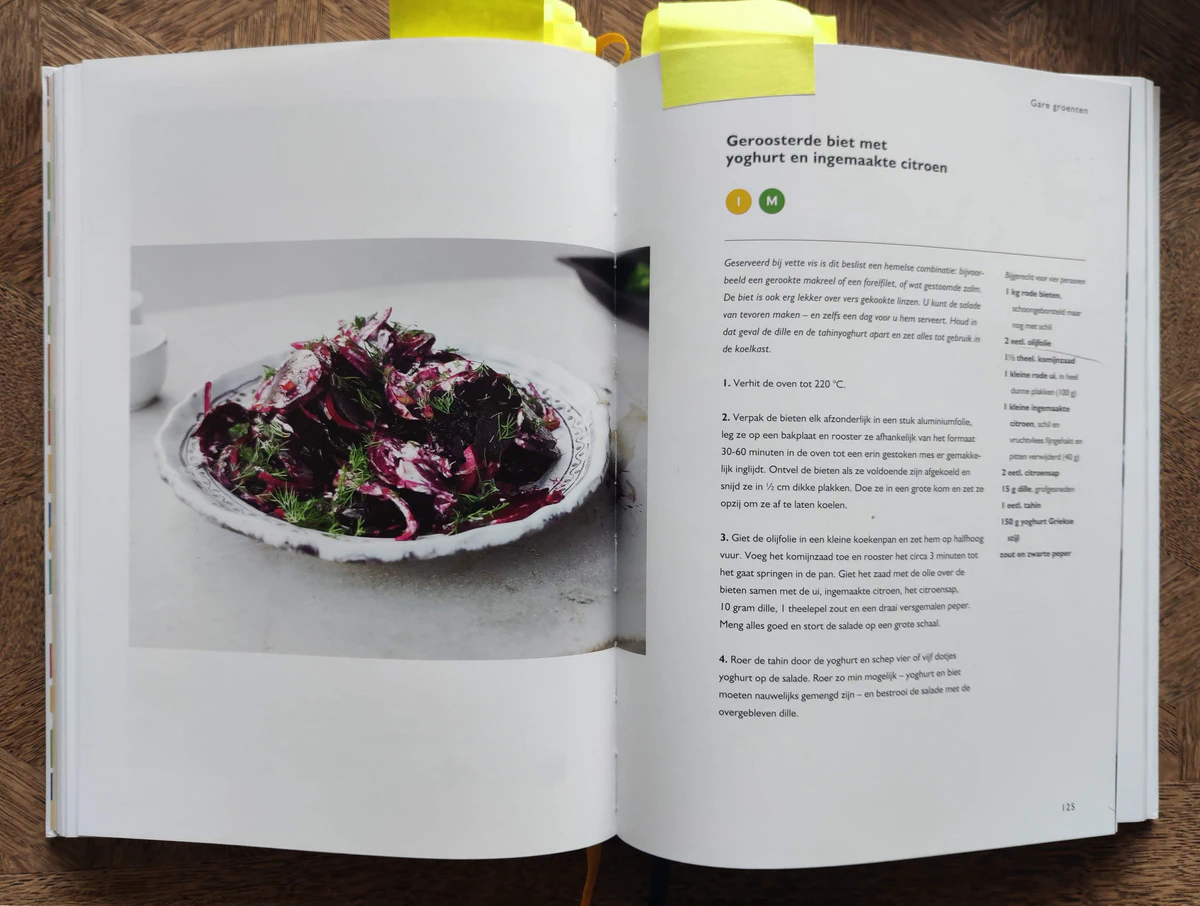 Gare groenten
Geroosterde biet met
yoghurt en ingemaakte citroen
I M
Geserveerd bij vette vis is dit beslist een hemelse combinatie: bijvoor-
beeld een gerookte makreel of een forelfilet, of wat gestoomde zalm.
De biet is ook erg lekker over vers gekookte linzen. U kunt de salade
van tevoren maken – en zelfs een dag voor u hem serveert. Houd in
dat geval de dille en de tahinyoghurt apart en zet alles tot gebruik in
de koelkast.
1. Verhit de oven tot 220 °C.
2. Verpak de bieten elk afzonderlijk in een stuk aluminiumfolie,
leg ze op een bakplaat en rooster ze afhankelijk van het formaat
30-60 minuten in de oven tot een erin gestoken mes er gemakke-
lijk inglijdt. Ontvel de bieten als ze voldoende zijn afgekoeld en
snijd ze in ½ cm dikke plakken. Doe ze in een grote kom en zet ze
opzij om ze af te laten koelen.
3. Giet de olijfolie in een kleine koekenpan en zet hem op halfhoog
vuur. Voeg het komijnzaad toe en rooster het circa 3 minuten tot
het gaat springen in de pan. Giet het zaad met de olie over de
bieten samen met de ui, ingemaakte citroen, het citroensap,
10 gram dille, 1 theelepel zout en een draai versgemalen peper.
Meng alles goed en stort de salade op een grote schaal.
4. Roer de tahin door de yoghurt en schep vier of vijf dotjes
yoghurt op de salade. Roer zo min mogelijk – yoghurt en biet
moeten nauwelijks gemengd zijn – en bestrooi de salade met de
overgebleven dille.
Bijgerecht voor vier personen
1 kg rode bieten,
schoongeborsteld maar
nog met schil
2 eetl. olijfolie
1½ theel. komijnzaad
1 kleine rode ui, in heel
dunne plakken (100 g)
1 kleine ingemaakte
citroen, schil en
vruchtvlees fijngehakt en
pitten verwijderd (40 g)
2 eetl. citroensap
15 g dille, grofgesneden
1 eetl. tahin
150 g yoghurt Griekse
stijl
zout en zwarte peper
125